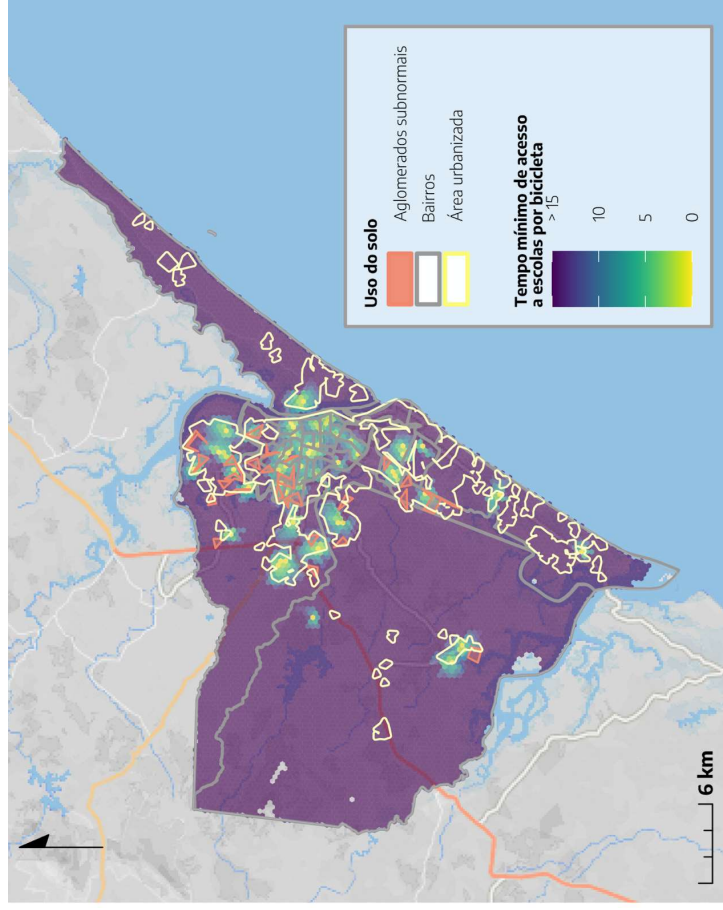 Uso do solo
Aglomerados subnormais
Bairros
Área urbanizada
Tempo mínimo de acesso
a escolas por bicicleta
> 15
10
5
0
6 km